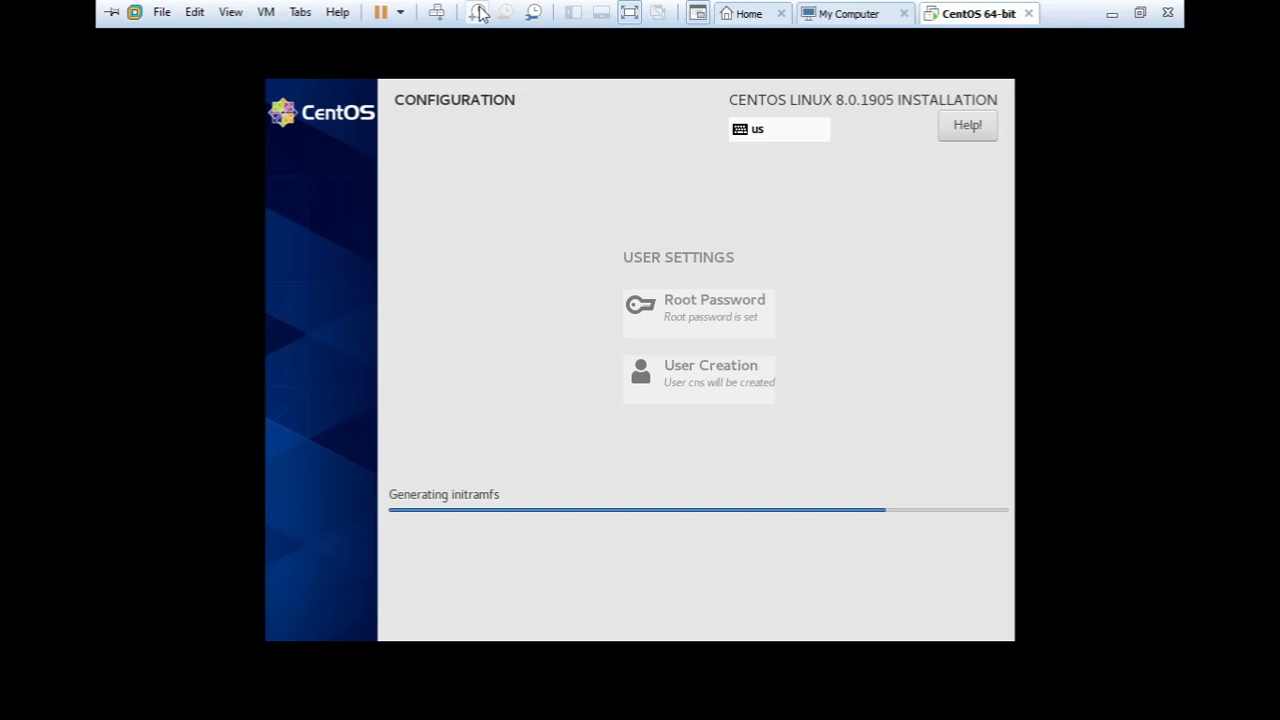 File Edit View VM Tabs Help Home My Computer CentOS 64-bit
CentOS
CONFIGURATION
CENTOS LINUX 8.0.1905 INSTALLATION
us
Help!
USER SETTINGS
Root Password
Root password is set
User Creation
User cns will be created
Generating initramfs